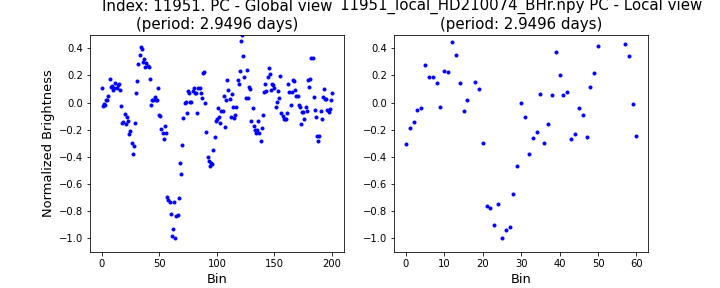 Index: 11951. PC - Global view
(period: 2.9496 days)
11951_local_HD210074_BHr.npy PC - Local view
(period: 2.9496 days)
Normalized Brightness
0.4
0.2
0.0
−0.2
−0.4
−0.6
−0.8
−1.0
0 50 100 150 200
Bin
0.4
0.2
0.0
−0.2
−0.4
−0.6
−0.8
−1.0
0 10 20 30 40 50 60
Bin